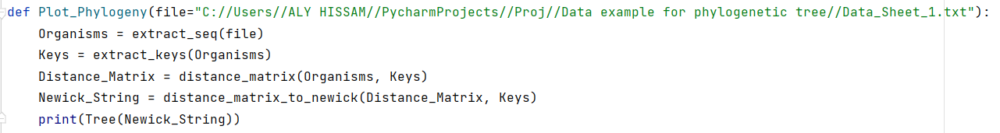 def Plot_Phylogeny(file="C://Users//ALY HISSAM//PycharmProjects//Proj//Data example for phylogenetic tree//Data_Sheet_1.txt"):
    Organisms = extract_seq(file)
    Keys = extract_keys(Organisms)
    Distance_Matrix = distance_matrix(Organisms, Keys)
    Newick_String = distance_matrix_to_newick(Distance_Matrix, Keys)
    print(Tree(Newick_String))